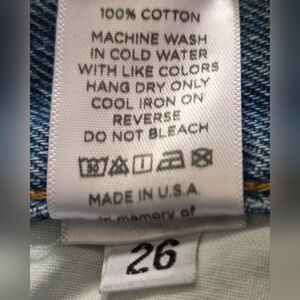 100% COTTON
MACHINE WASH
IN COLD WATER
WITH LIKE COLORS
HANG DRY ONLY
COOL IRON ON
REVERSE
DO NOT BLEACH
30
MADE IN U.S.A.
In memory of
26